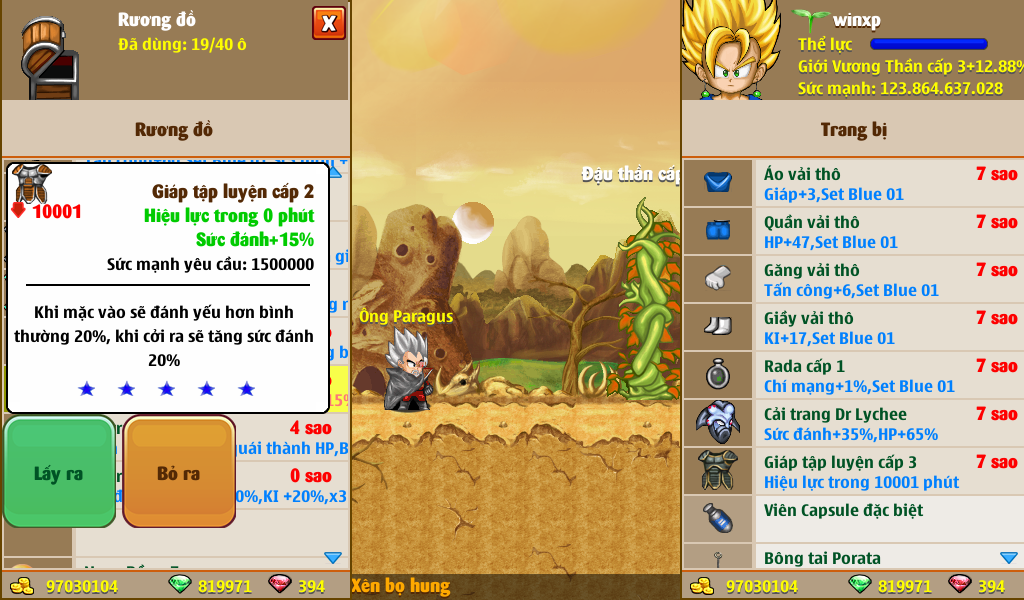 Rương đồ
Đã dùng: 19/40 ô
X
Rương đồ
Giáp tập luyện cấp 2
10001
Hiệu lực trong 0 phút
Sức đánh+15%
Sức mạnh yêu cầu: 1500000
Khi mặc vào sẽ đánh yếu hơn bình
thường 20%, khi cởi ra sẽ tăng sức đánh
20%
4 sao
quái thành HP,B
0 sao
0%,KI +20%,x3
Lấy ra
Bỏ ra
97030104
819971
394
Đậu thần cấp
Ông Paragus
Xên bọ hung
winxp
Thể lực
Giới Vương Thần cấp 3+12.88%
Sức mạnh: 123.864.637.028
Trang bị
Áo vải thô
7 sao
Giáp+3,Set Blue 01
Quần vải thô
7 sao
HP+47,Set Blue 01
Găng vải thô
7 sao
Tấn công+6,Set Blue 01
Giầy vải thô
7 sao
KI+17,Set Blue 01
Rada cấp 1
7 sao
Chí mạng+1%,Set Blue 01
Cải trang Dr Lychee
7 sao
Sức đánh+35%,HP+65%
Giáp tập luyện cấp 3
7 sao
Hiệu lực trong 10001 phút
Viên Capsule đặc biệt
Bông tai Porata
97030104
819971
394